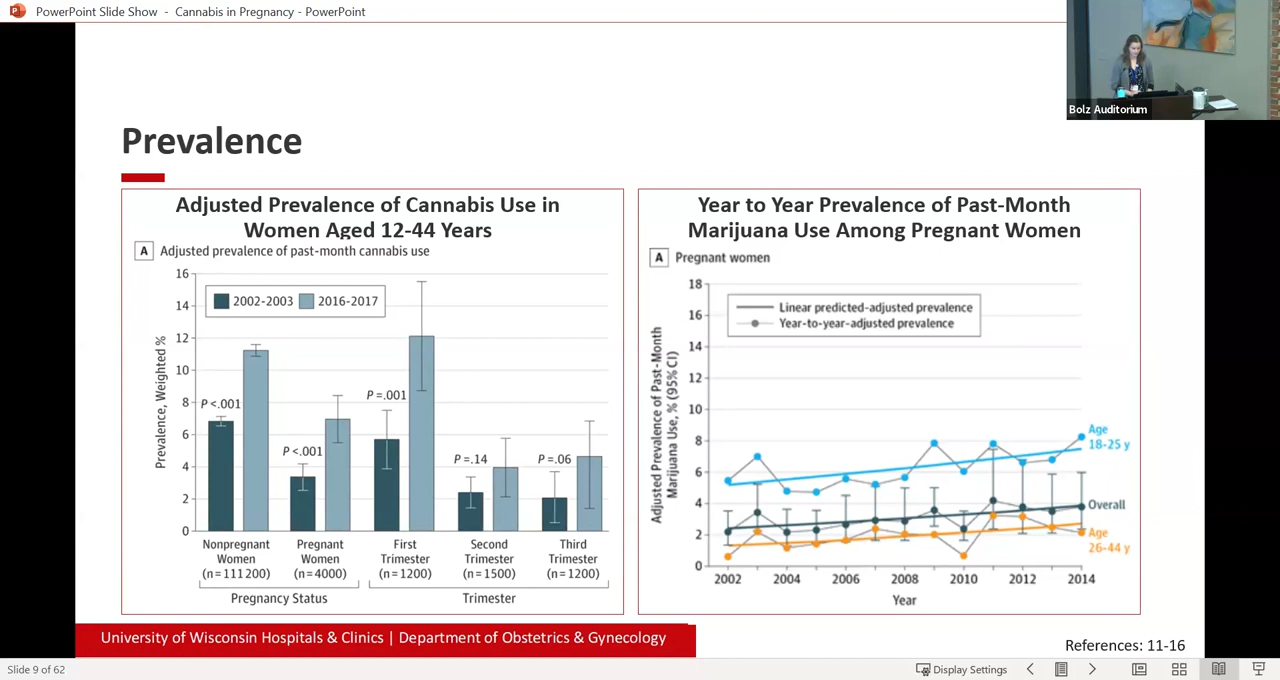 PowerPoint Slide Show - Cannabis in Pregnancy - PowerPoint
Bolz Auditorium
Prevalence
Adjusted Prevalence of Cannabis Use in
Women Aged 12-44 Years
A Adjusted prevalence of past-month cannabis use
Prevalence, Weighted %
16
14
12
10
8
6
4
2
0
2002-2003
2016-2017
P <.001
P <.001
P =.001
P =.14
P =.06
Nonpregnant
Women
(n=111200)
Pregnant
Women
(n=4000)
First
Trimester
(n=1200)
Second
Trimester
(n=1500)
Third
Trimester
(n=1200)
Pregnancy Status
Trimester
Year to Year Prevalence of Past-Month
Marijuana Use Among Pregnant Women
A Pregnant women
Adjusted Prevalence of Past-Month
Marijuana Use, % (95% CI)
18
16
14
12
10
8
6
4
2
0
Linear predicted-adjusted prevalence
Year-to-year-adjusted prevalence
Age
18-25 y
Overall
Age
26-44 y
2002
2004
2006
2008
2010
2012
2014
Year
University of Wisconsin Hospitals & Clinics | Department of Obstetrics & Gynecology
References: 11-16
Slide 9 of 62
Display Settings